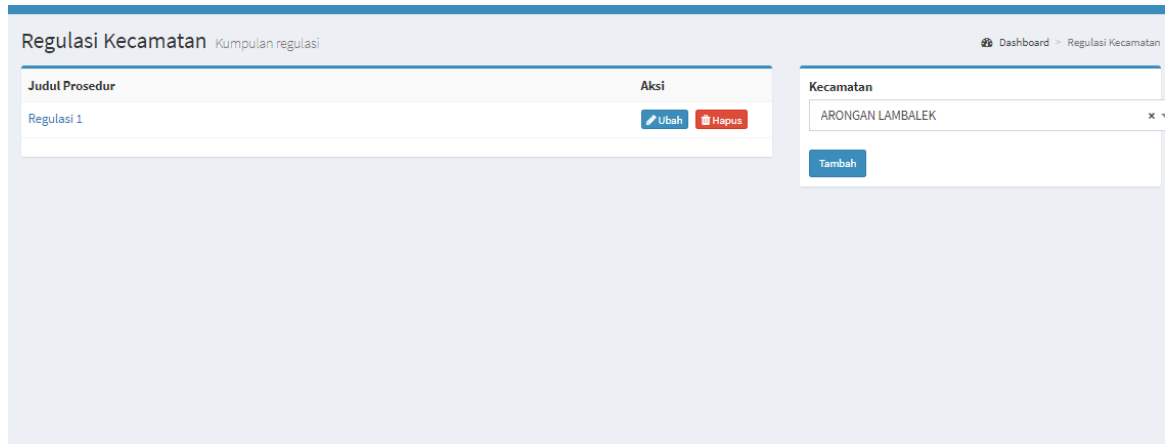 Regulasi Kecamatan Kumpulan regulasi
Dashboard > Regulasi Kecamatan
Judul Prosedur Aksi
Regulasi 1 Ubah Hapus
Kecamatan
ARONGAN LAMBALEK
Tambah